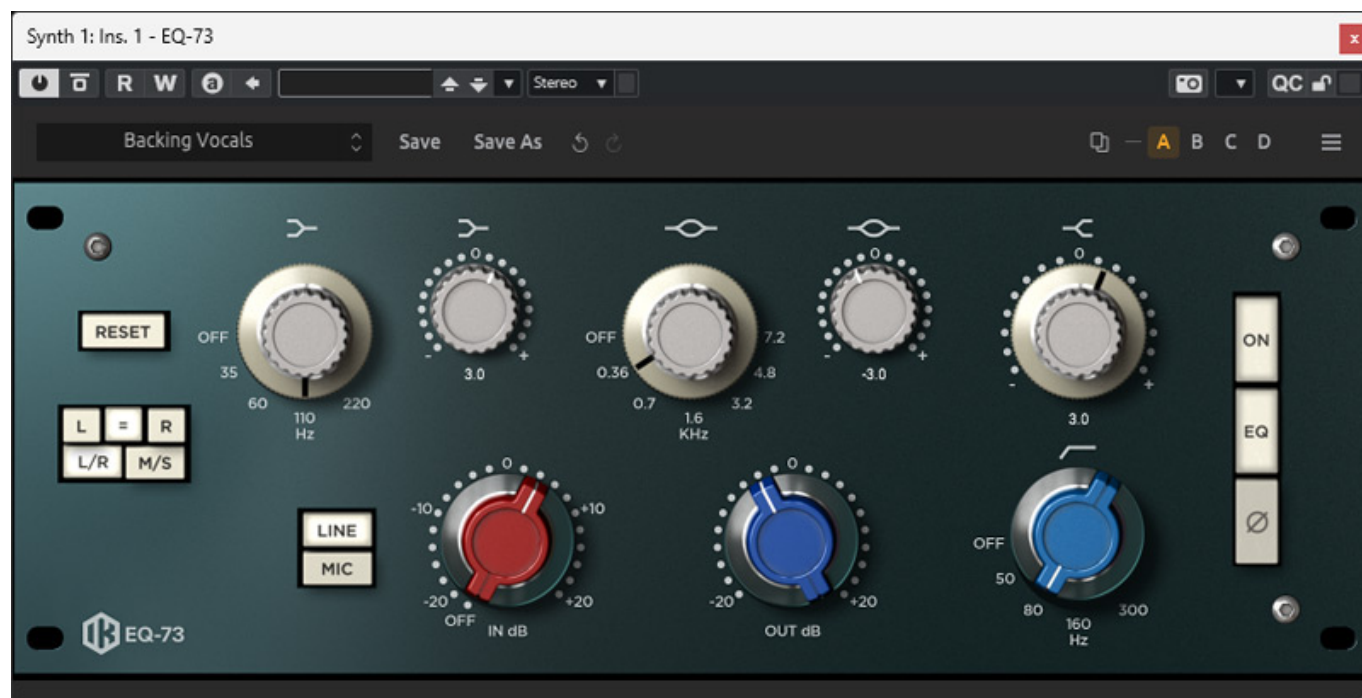 Synth 1: Ins. 1 - EQ-73
x
R W a Stereo QC
Backing Vocals Save Save As A B C D
RESET
L = R
L/R M/S
OFF 35 60 110 220
Hz
0
- +
3.0
OFF 0.36 0.7 1.6 3.2 4.8 7.2
KHz
0
- +
-3.0
0
- +
3.0
ON
EQ
Ø
LINE
MIC
0
-10 +10
-20 +20
OFF
IN dB
0
-20 +20
OUT dB
OFF 50 80 160 300
Hz
EQ-73